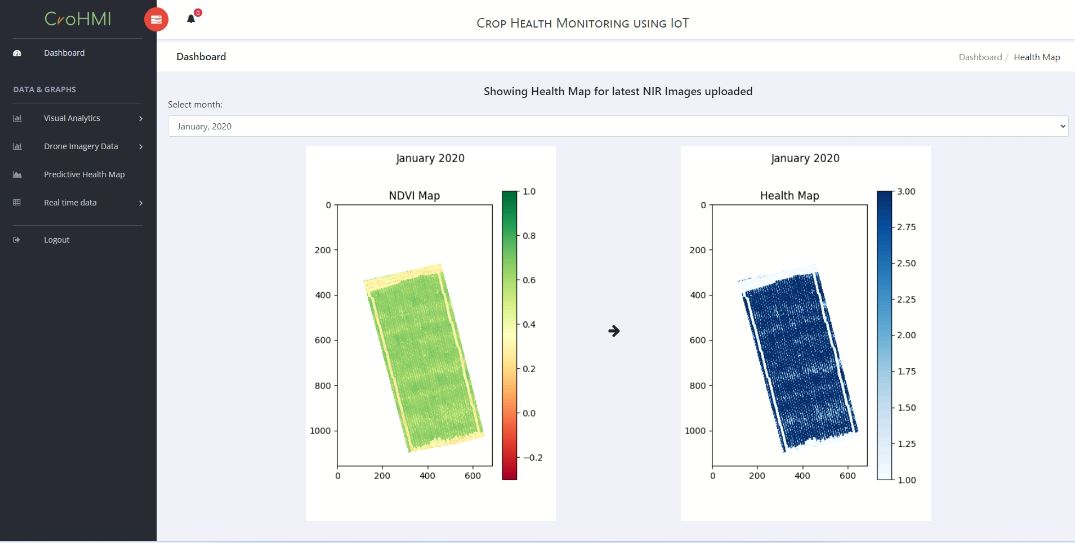 CroHMI
0
Crop Health Monitoring using IoT
Dashboard
DATA & GRAPHS
Visual Analytics
Drone Imagery Data
Predictive Health Map
Real time data
Logout
Dashboard
Dashboard / Health Map
Showing Health Map for latest NIR Images uploaded
Select month:
January, 2020
January 2020
NDVI Map
0
200
400
600
800
1000
0 200 400 600
1.0
0.8
0.6
0.4
0.2
0.0
−0.2
January 2020
Health Map
0
200
400
600
800
1000
0 200 400 600
3.00
2.75
2.50
2.25
2.00
1.75
1.50
1.25
1.00